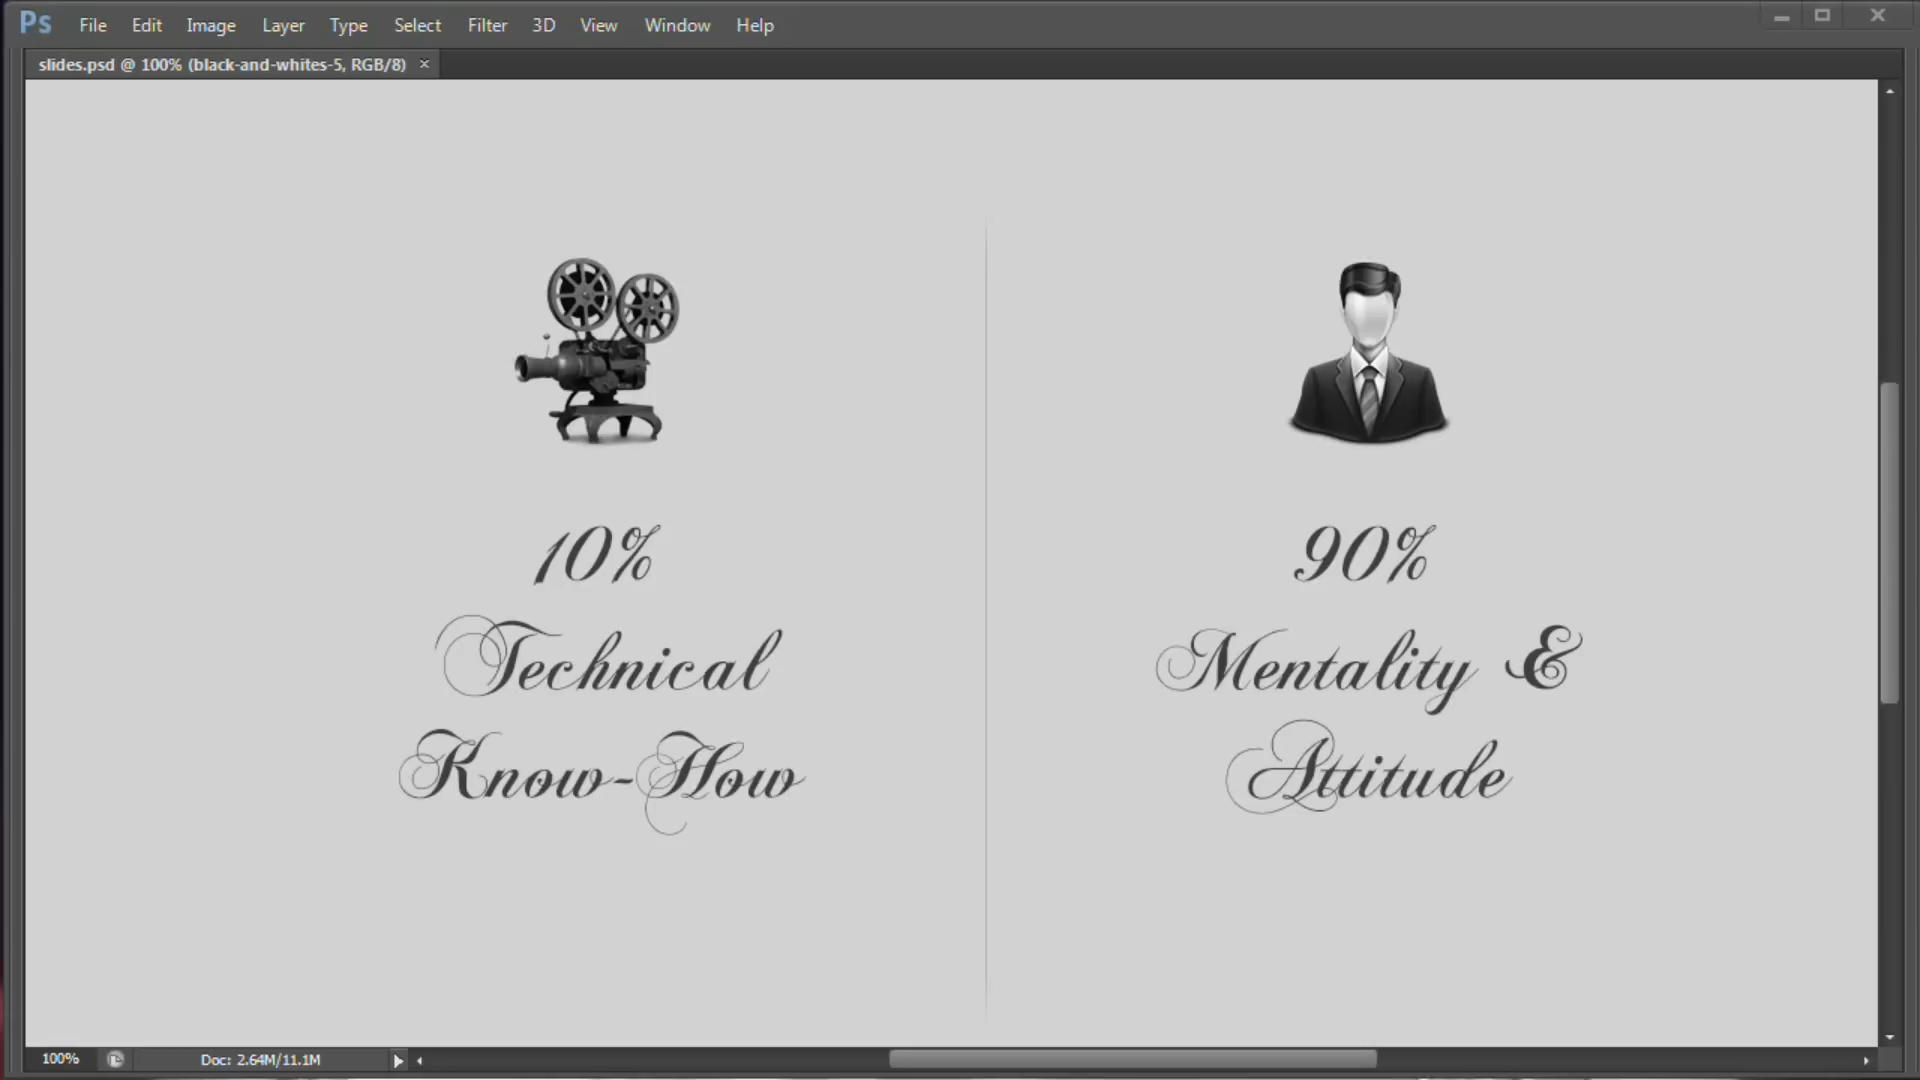 Ps File Edit Image Layer Type Select Filter 3D View Window Help
slides.psd @ 100% (black-and-whites-5, RGB/8) ×
10%
Technical
Know-How
90%
Mentality &
Attitude
100% Doc: 2.64M/11.1M